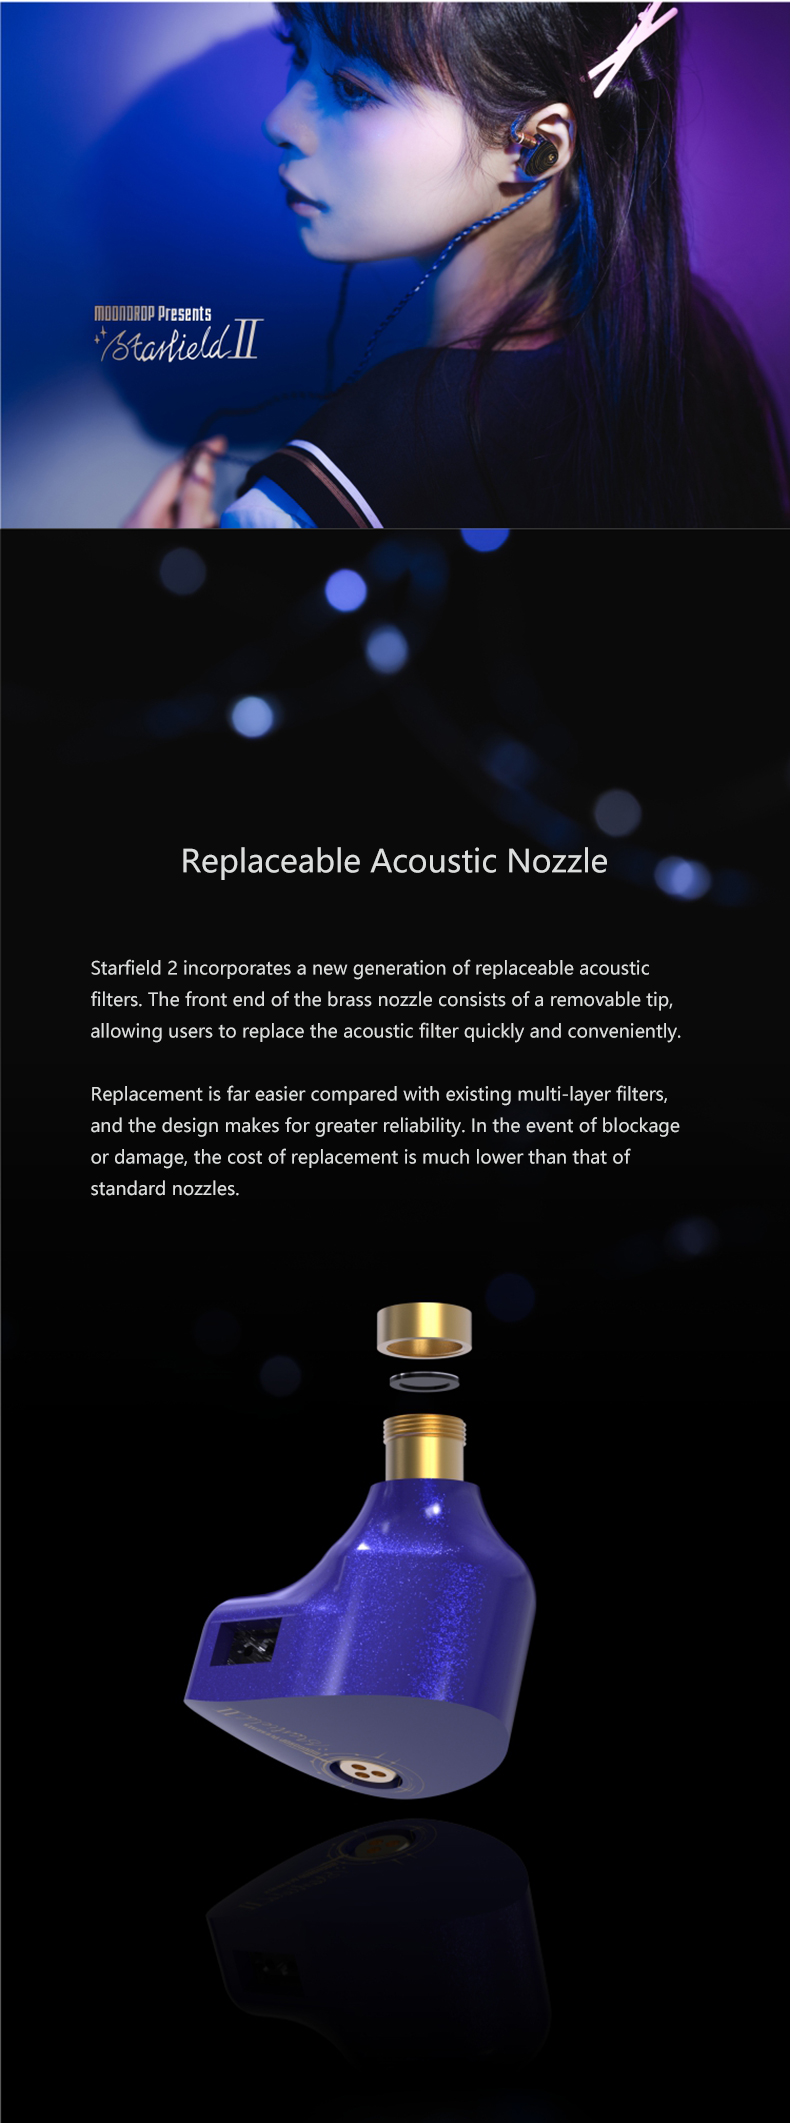 MOONDROP Presents
Starfield II
Replaceable Acoustic Nozzle
Starfield 2 incorporates a new generation of replaceable acoustic
filters. The front end of the brass nozzle consists of a removable tip,
allowing users to replace the acoustic filter quickly and conveniently.
Replacement is far easier compared with existing multi-layer filters,
and the design makes for greater reliability. In the event of blockage
or damage, the cost of replacement is much lower than that of
standard nozzles.